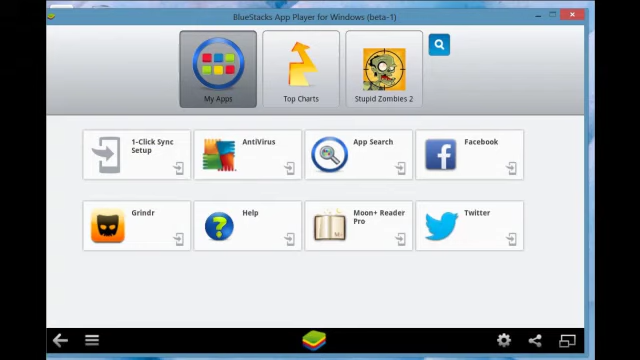 BlueStacks App Player for Windows (beta-1)
My Apps
Top Charts
Stupid Zombies 2
1-Click Sync
Setup
AntiVirus
App Search
Facebook
Grindr
Help
Moon+ Reader
Pro
Twitter